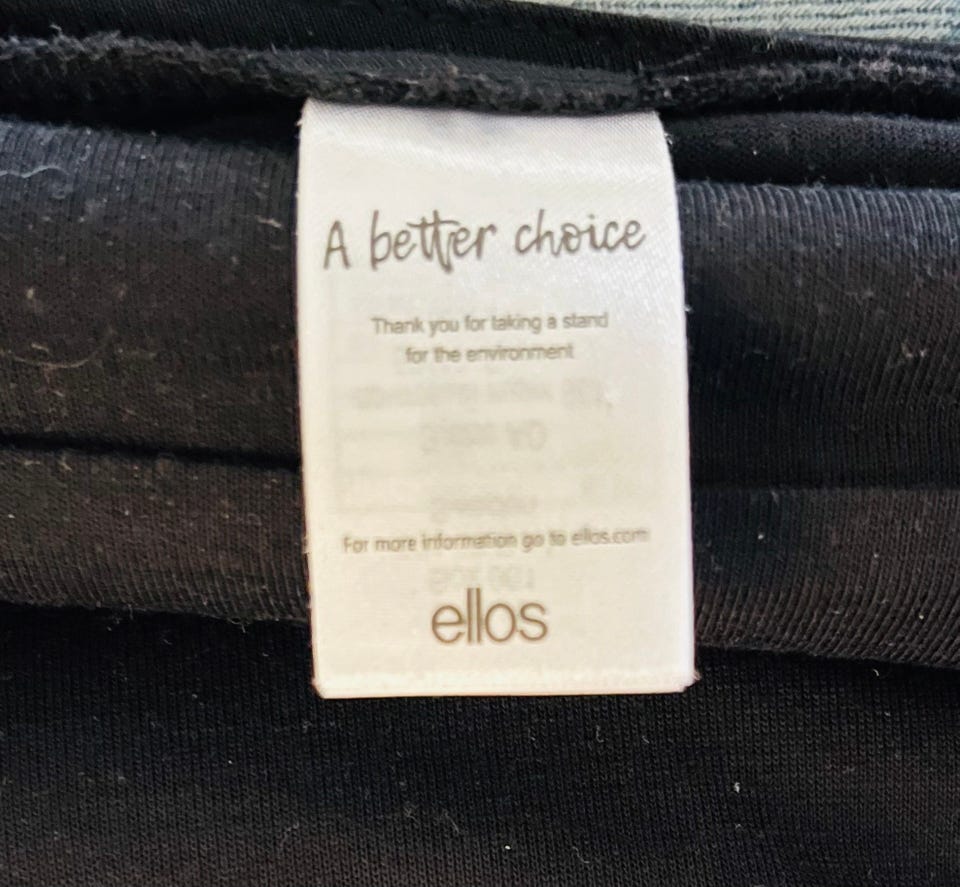 A better choice
Thank you for taking a stand
for the environment
For more information go to ellos.com
ellos